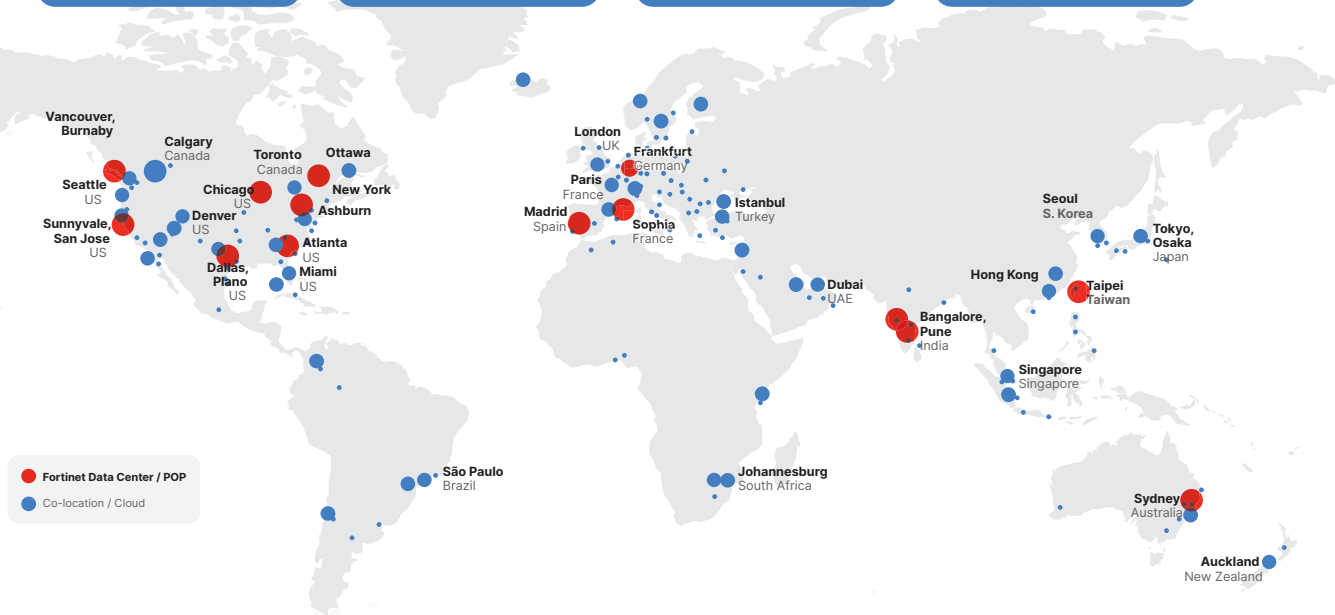 Vancouver,
Burnaby
Calgary
Canada
Toronto
Canada
Ottawa
Seattle
US
Chicago
US
New York
Ashburn
Sunnyvale,
San Jose
US
Denver
US
Atlanta
US
Dallas,
Plano
US
Miami
US
London
UK
Frankfurt
Germany
Paris
France
Madrid
Spain
Sophia
France
Istanbul
Turkey
Dubai
UAE
Seoul
S. Korea
Tokyo,
Osaka
Japan
Hong Kong
Taipei
Taiwan
Bangalore,
Pune
India
Singapore
Singapore
São Paulo
Brazil
Johannesburg
South Africa
Sydney
Australia
Auckland
New Zealand
Fortinet Data Center / POP
Co-location / Cloud